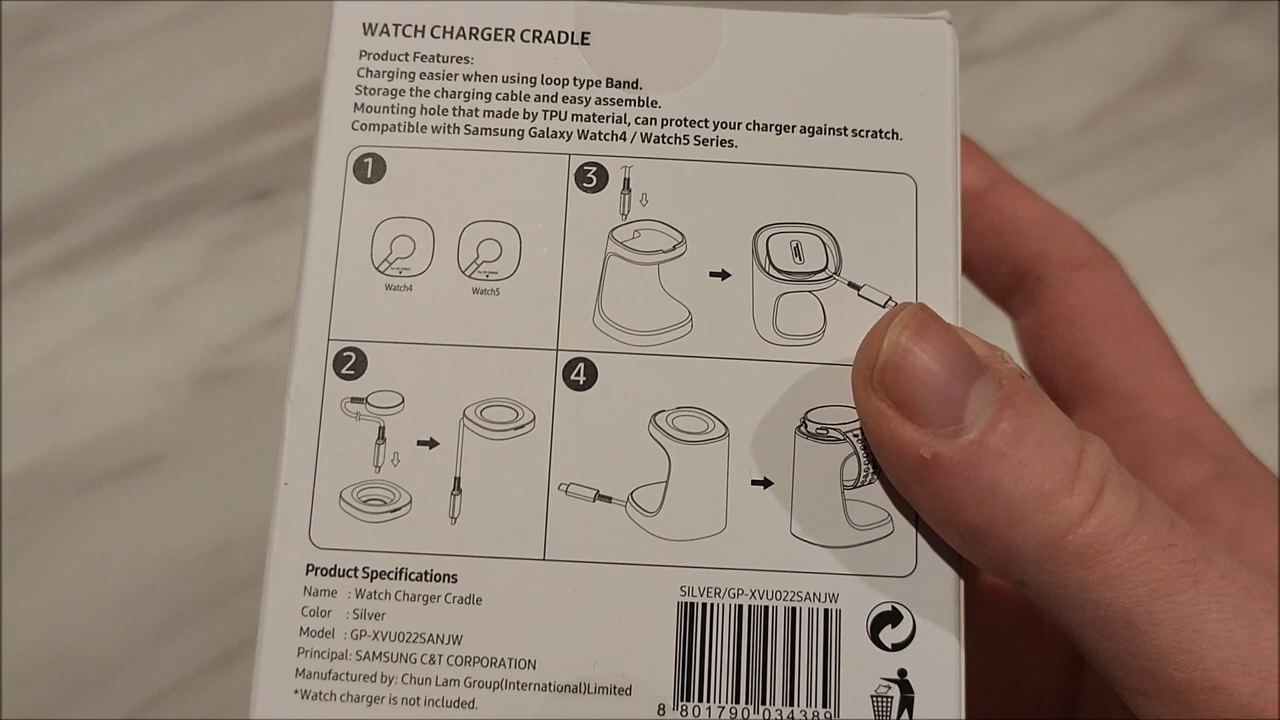 WATCH CHARGER CRADLE
Product Features:
Charging easier when using loop type Band.
Storage the charging cable and easy assemble.
Mounting hole that made by TPU material, can protect your charger against scratch.
Compatible with Samsung Galaxy Watch4 / Watch5 Series.
1
Watch4
Watch5
3
2
4
Product Specifications
Name : Watch Charger Cradle
Color : Silver
Model : GP-XVU022SANJW
Principal: SAMSUNG C&T CORPORATION
Manufactured by: Chun Lam Group(International)Limited
*Watch charger is not included.
SILVER/GP-XVU022SANJW
8 801790 034389